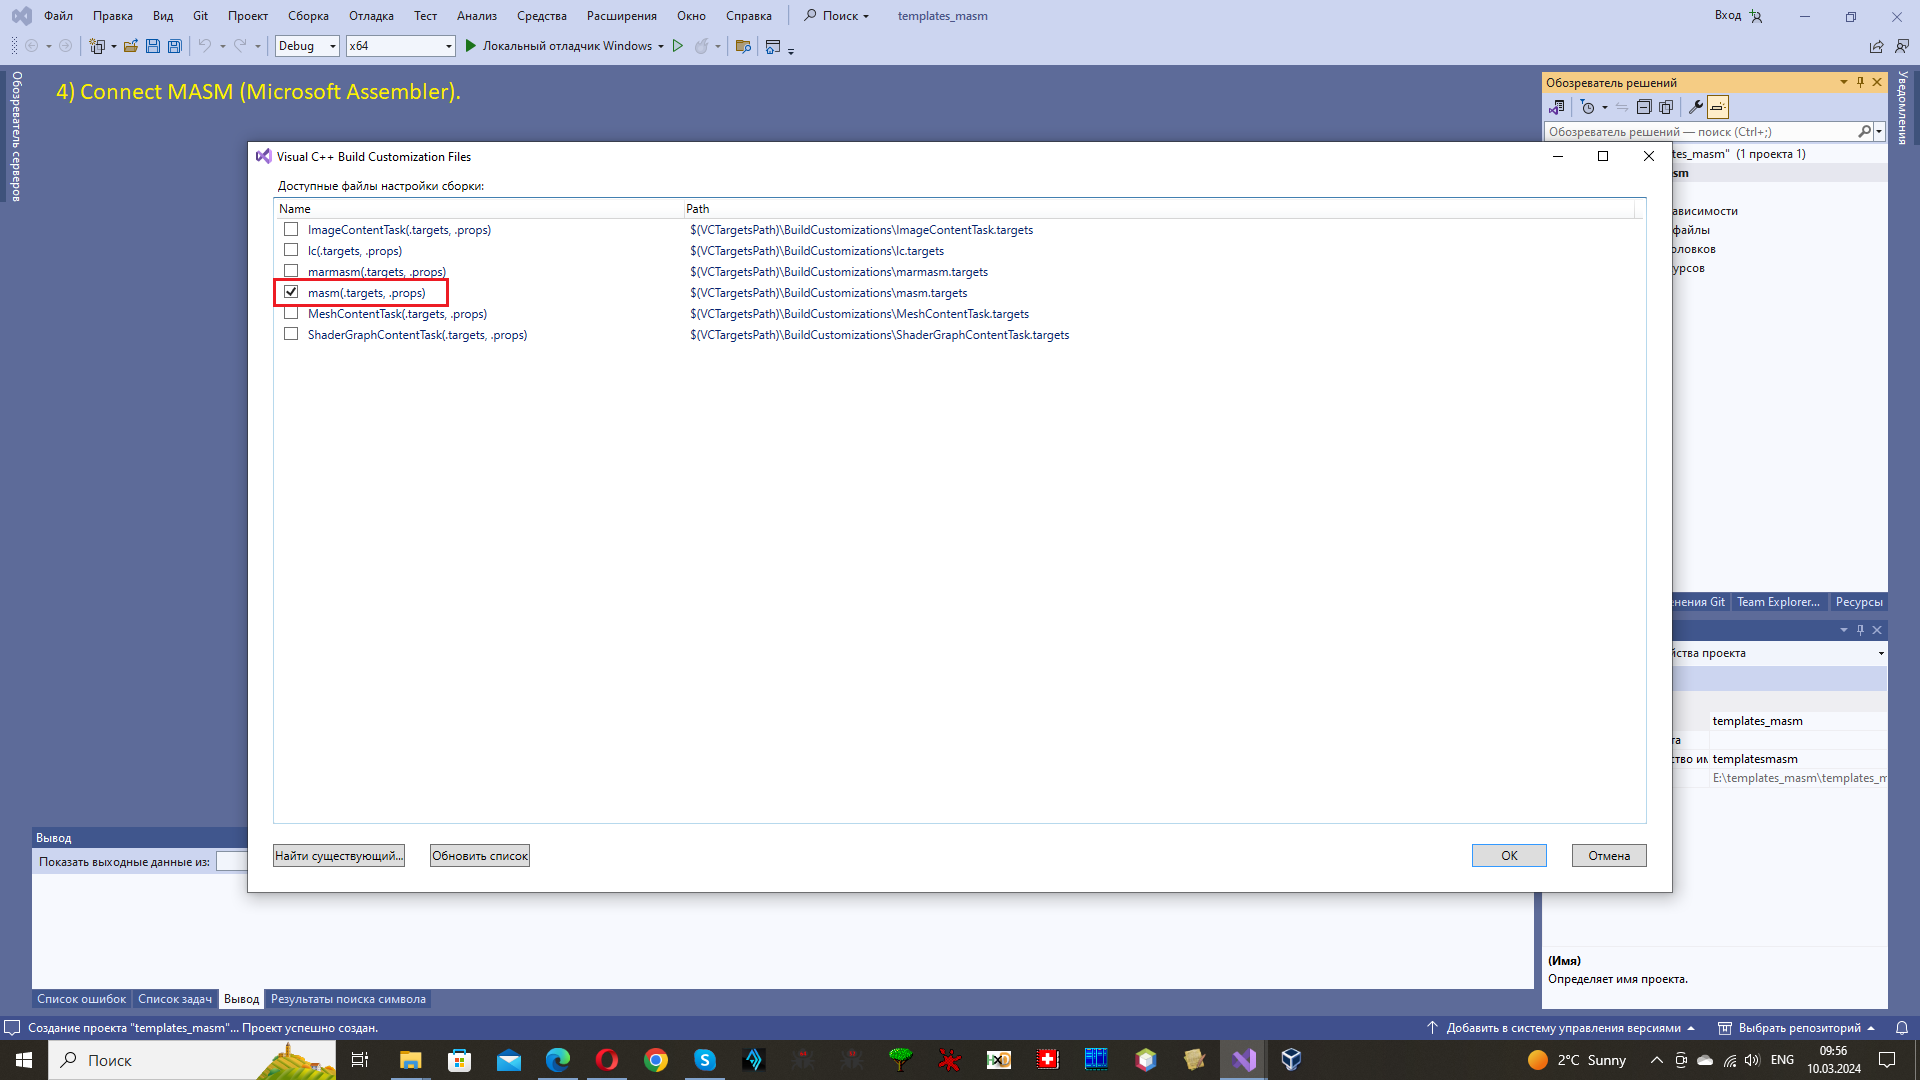 Файл Правка Вид Git Проект Сборка Отладка Тест Анализ Средства Расширения Окно Справка Поиск templates_masm Вход
Debug x64 Локальный отладчик Windows
Обозреватель серверов
4) Connect MASM (Microsoft Assembler).
Обозреватель решений
Уведомления
Обозреватель решений — поиск (Ctrl+;)
tes_masm" (1 проекта 1)
sm
ависимости
файлы
оловков
урсов
Visual C++ Build Customization Files
Доступные файлы настройки сборки:
Name Path
ImageContentTask(.targets, .props) $(VCTargetsPath)\BuildCustomizations\ImageContentTask.targets
lc(.targets, .props) $(VCTargetsPath)\BuildCustomizations\lc.targets
marmasm(.targets, .props) $(VCTargetsPath)\BuildCustomizations\marmasm.targets
masm(.targets, .props) $(VCTargetsPath)\BuildCustomizations\masm.targets
MeshContentTask(.targets, .props) $(VCTargetsPath)\BuildCustomizations\MeshContentTask.targets
ShaderGraphContentTask(.targets, .props) $(VCTargetsPath)\BuildCustomizations\ShaderGraphContentTask.targets
Найти существующий... Обновить список OK Отмена
енения Git Team Explorer... Ресурсы
йства проекта
templates_masm
та
тво им templatesmasm
E:\templates_masm\templates_m
(Имя)
Определяет имя проекта.
Вывод
Показать выходные данные из:
Список ошибок Список задач Вывод Результаты поиска символа
Создание проекта "templates_masm"... Проект успешно создан. Добавить в систему управления версиями Выбрать репозиторий
Поиск 2°C Sunny ENG 09:56
10.03.2024